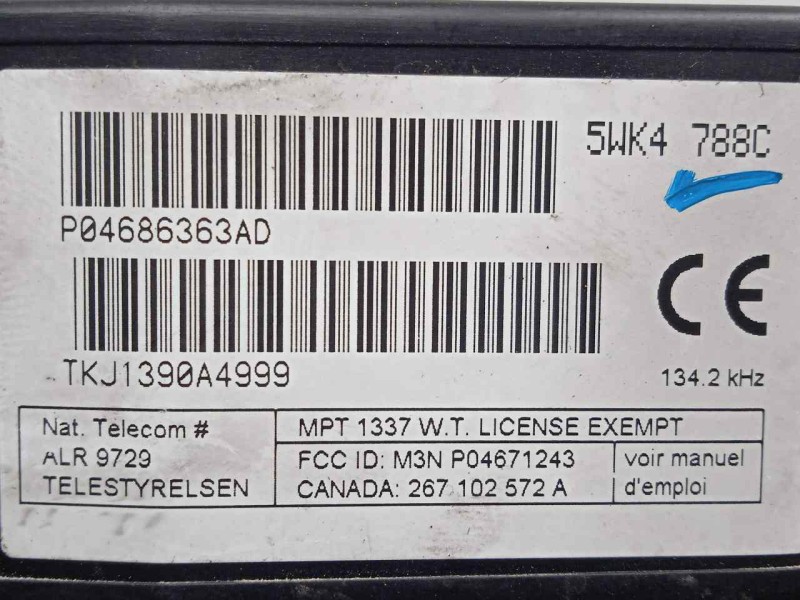 5WK4 788C
P04686363AD
CE
TKJ1390A4999
134.2 kHz
Nat. Telecom #
ALR 9729
TELESTYRELSEN
MPT 1337 W.T. LICENSE EXEMPT
FCC ID: M3N P04671243
CANADA: 267 102 572 A
voir manuel
d'emploi